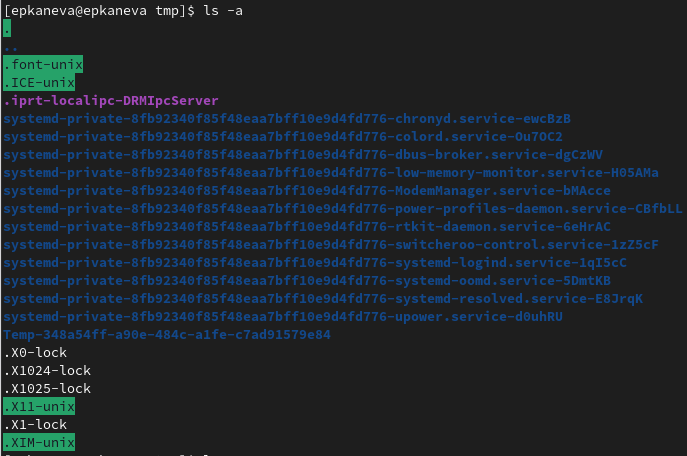 [epkaneva@epkaneva tmp]$ ls -a
.
..
.font-unix
.ICE-unix
.iprt-localipc-DRMIpcServer
systemd-private-8fb92340f85f48eaa7bff10e9d4fd776-chronyd.service-ewcBzB
systemd-private-8fb92340f85f48eaa7bff10e9d4fd776-colord.service-Ou7OC2
systemd-private-8fb92340f85f48eaa7bff10e9d4fd776-dbus-broker.service-dgCzWV
systemd-private-8fb92340f85f48eaa7bff10e9d4fd776-low-memory-monitor.service-H05AMa
systemd-private-8fb92340f85f48eaa7bff10e9d4fd776-ModemManager.service-bMAcce
systemd-private-8fb92340f85f48eaa7bff10e9d4fd776-power-profiles-daemon.service-CBfbLL
systemd-private-8fb92340f85f48eaa7bff10e9d4fd776-rtkit-daemon.service-6eHrAC
systemd-private-8fb92340f85f48eaa7bff10e9d4fd776-switcheroo-control.service-1zZ5cF
systemd-private-8fb92340f85f48eaa7bff10e9d4fd776-systemd-logind.service-1qI5cC
systemd-private-8fb92340f85f48eaa7bff10e9d4fd776-systemd-oomd.service-5DmtKB
systemd-private-8fb92340f85f48eaa7bff10e9d4fd776-systemd-resolved.service-E8JrqK
systemd-private-8fb92340f85f48eaa7bff10e9d4fd776-upower.service-d0uhRU
Temp-348a54ff-a90e-484c-a1fe-c7ad91579e84
.X0-lock
.X1024-lock
.X1025-lock
.X11-unix
.X1-lock
.XIM-unix